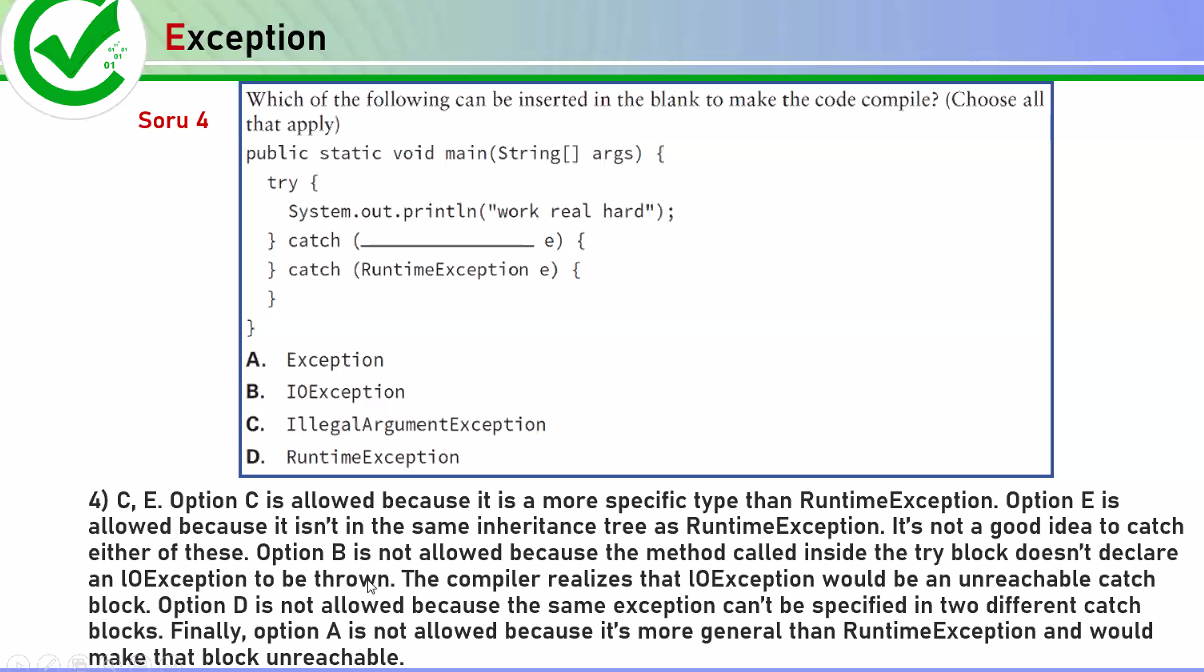 Exception
Soru 4
Which of the following can be inserted in the blank to make the code compile? (Choose all
that apply)
public static void main(String[] args) {
try {
System.out.println("work real hard");
} catch (_______________ e) {
} catch (RuntimeException e) {
}
}
A. Exception
B. IOException
C. IllegalArgumentException
D. RuntimeException
4) C, E. Option C is allowed because it is a more specific type than RuntimeException. Option E is
allowed because it isn't in the same inheritance tree as RuntimeException. It's not a good idea to catch
either of these. Option B is not allowed because the method called inside the try block doesn't declare
an lOException to be thrown. The compiler realizes that lOException would be an unreachable catch
block. Option D is not allowed because the same exception can't be specified in two different catch
blocks. Finally, option A is not allowed because it's more general than RuntimeException and would
make that block unreachable.
01 01
01
01